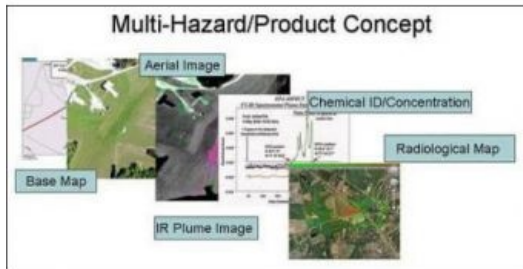 Multi-Hazard/Product Concept
Aerial Image
Chemical ID/Concentration
Radiological Map
Base Map
IR Plume Image